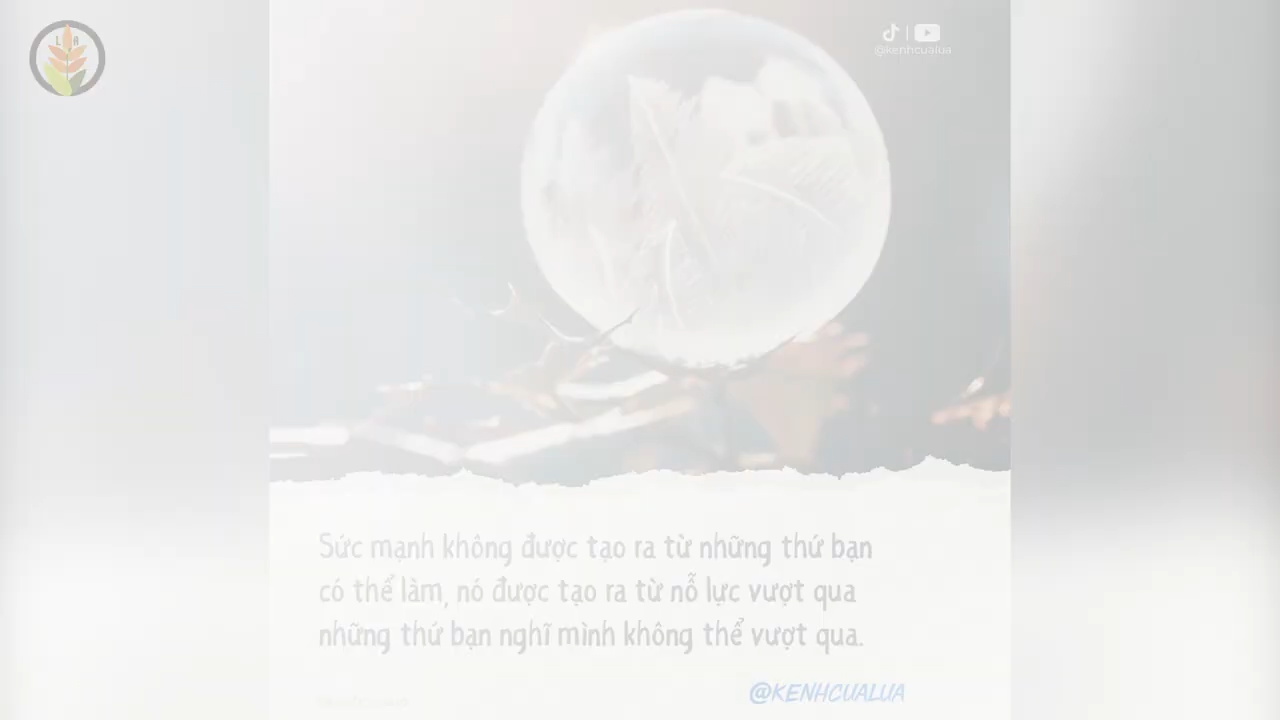 L A
@kenhcualua
Sức mạnh không được tạo ra từ những thứ bạn
có thể làm, nó được tạo ra từ nỗ lực vượt qua
những thứ bạn nghĩ mình không thể vượt qua.
@KENHCUALUA